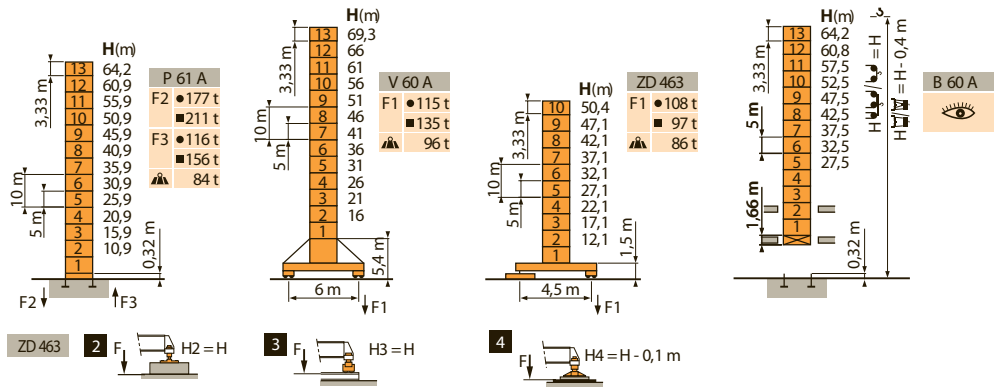 H(m)
13 64,2
12 60,9
11 55,9
10 50,9
9 45,9
8 40,9
7 35,9
6 30,9
5 25,9
4 20,9
3 15,9
2 10,9
1
3,33 m
10 m
5 m
0,32 m
F2
F3
P 61 A
F2 ●177 t
■211 t
F3 ●116 t
■156 t
84 t
H(m)
13 69,3
12 66
11 61
10 56
9 51
8 46
7 41
6 36
5 31
4 26
3 21
2 16
1
3,33 m
10 m
5 m
5,4 m
6 m
F1
V 60 A
F1 ●115 t
■135 t
96 t
H(m)
10 50,4
9 47,1
8 42,1
7 37,1
6 32,1
5 27,1
4 22,1
3 17,1
2 12,1
1
3,33 m
10 m
5 m
1,5 m
4,5 m
F1
ZD 463
F1 ●108 t
■ 97 t
86 t
H(m)
13 64,2
12 60,8
11 57,5
10 52,5
9 47,5
8 42,5
7 37,5
6 32,5
5 27,5
4
3
2
1
3,33 m
5 m
1,66 m
0,32 m
H / = H
H / = H - 0,4 m
B 60 A
ZD 463
2 F H2 = H
3 F H3 = H
4 F H4 = H - 0,1 m